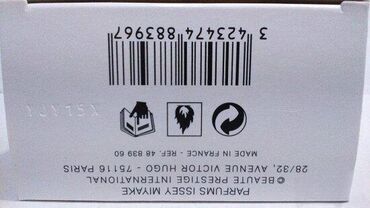 PARFUMS ISSEY MIYAKE
© BEAUTE PRESTIGE INTERNATIONAL
28/32, AVENUE VICTOR HUGO - 75116 PARIS
MADE IN FRANCE - REF. 48 839 60
3 423474 883967